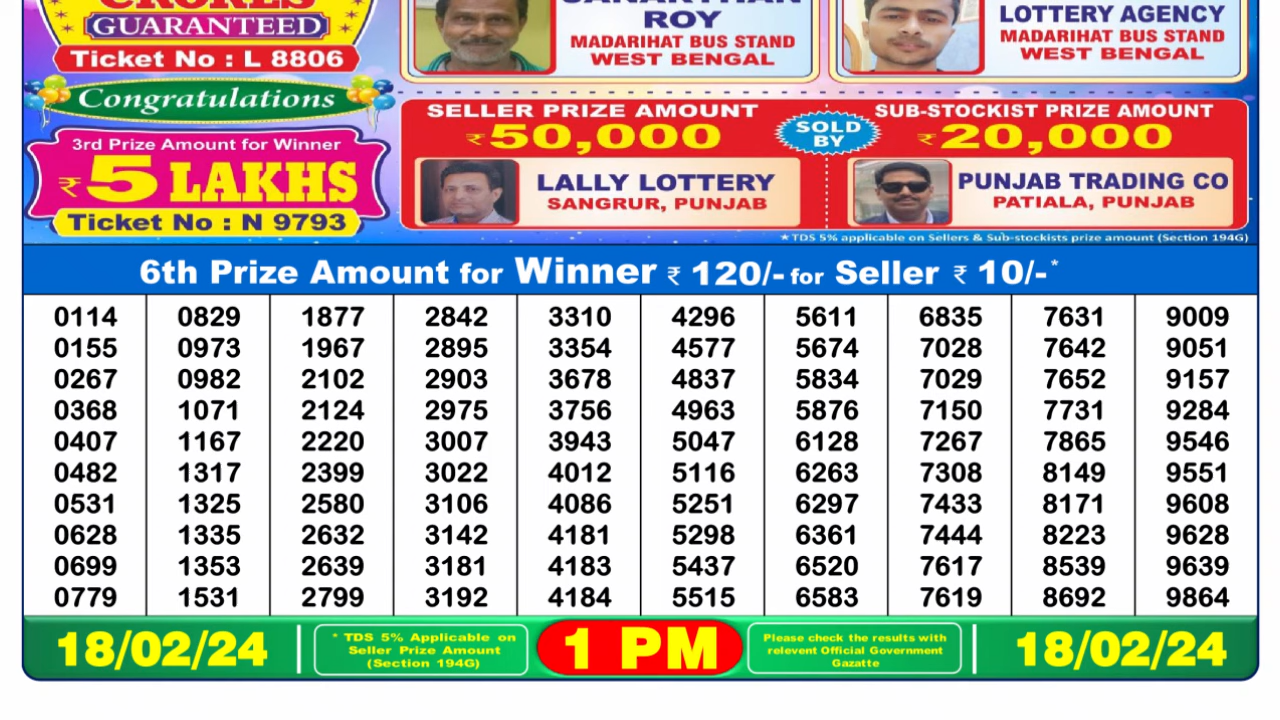 CRORES
GUARANTEED
Ticket No : L 8806
Congratulations
3rd Prize Amount for Winner
₹5 LAKHS
Ticket No : N 9793
ROY
MADARIHAT BUS STAND
WEST BENGAL
LOTTERY AGENCY
MADARIHAT BUS STAND
WEST BENGAL
SELLER PRIZE AMOUNT
₹50,000
SOLD BY
SUB-STOCKIST PRIZE AMOUNT
₹20,000
LALLY LOTTERY
SANGRUR, PUNJAB
PUNJAB TRADING CO
PATIALA, PUNJAB
★TDS 5% applicable on Sellers & Sub-stockists prize amount (Section 194G)
6th Prize Amount for Winner ₹ 120/- for Seller ₹ 10/-*
0114 0829 1877 2842 3310 4296 5611 6835 7631 9009
0155 0973 1967 2895 3354 4577 5674 7028 7642 9051
0267 0982 2102 2903 3678 4837 5834 7029 7652 9157
0368 1071 2124 2975 3756 4963 5876 7150 7731 9284
0407 1167 2220 3007 3943 5047 6128 7267 7865 9546
0482 1317 2399 3022 4012 5116 6263 7308 8149 9551
0531 1325 2580 3106 4086 5251 6297 7433 8171 9608
0628 1335 2632 3142 4181 5298 6361 7444 8223 9628
0699 1353 2639 3181 4183 5437 6520 7617 8539 9639
0779 1531 2799 3192 4184 5515 6583 7619 8692 9864
18/02/24
* TDS 5% Applicable on
Seller Prize Amount
(Section 194G)
1 PM
Please check the results with
relevent Official Government
Gazatte
18/02/24